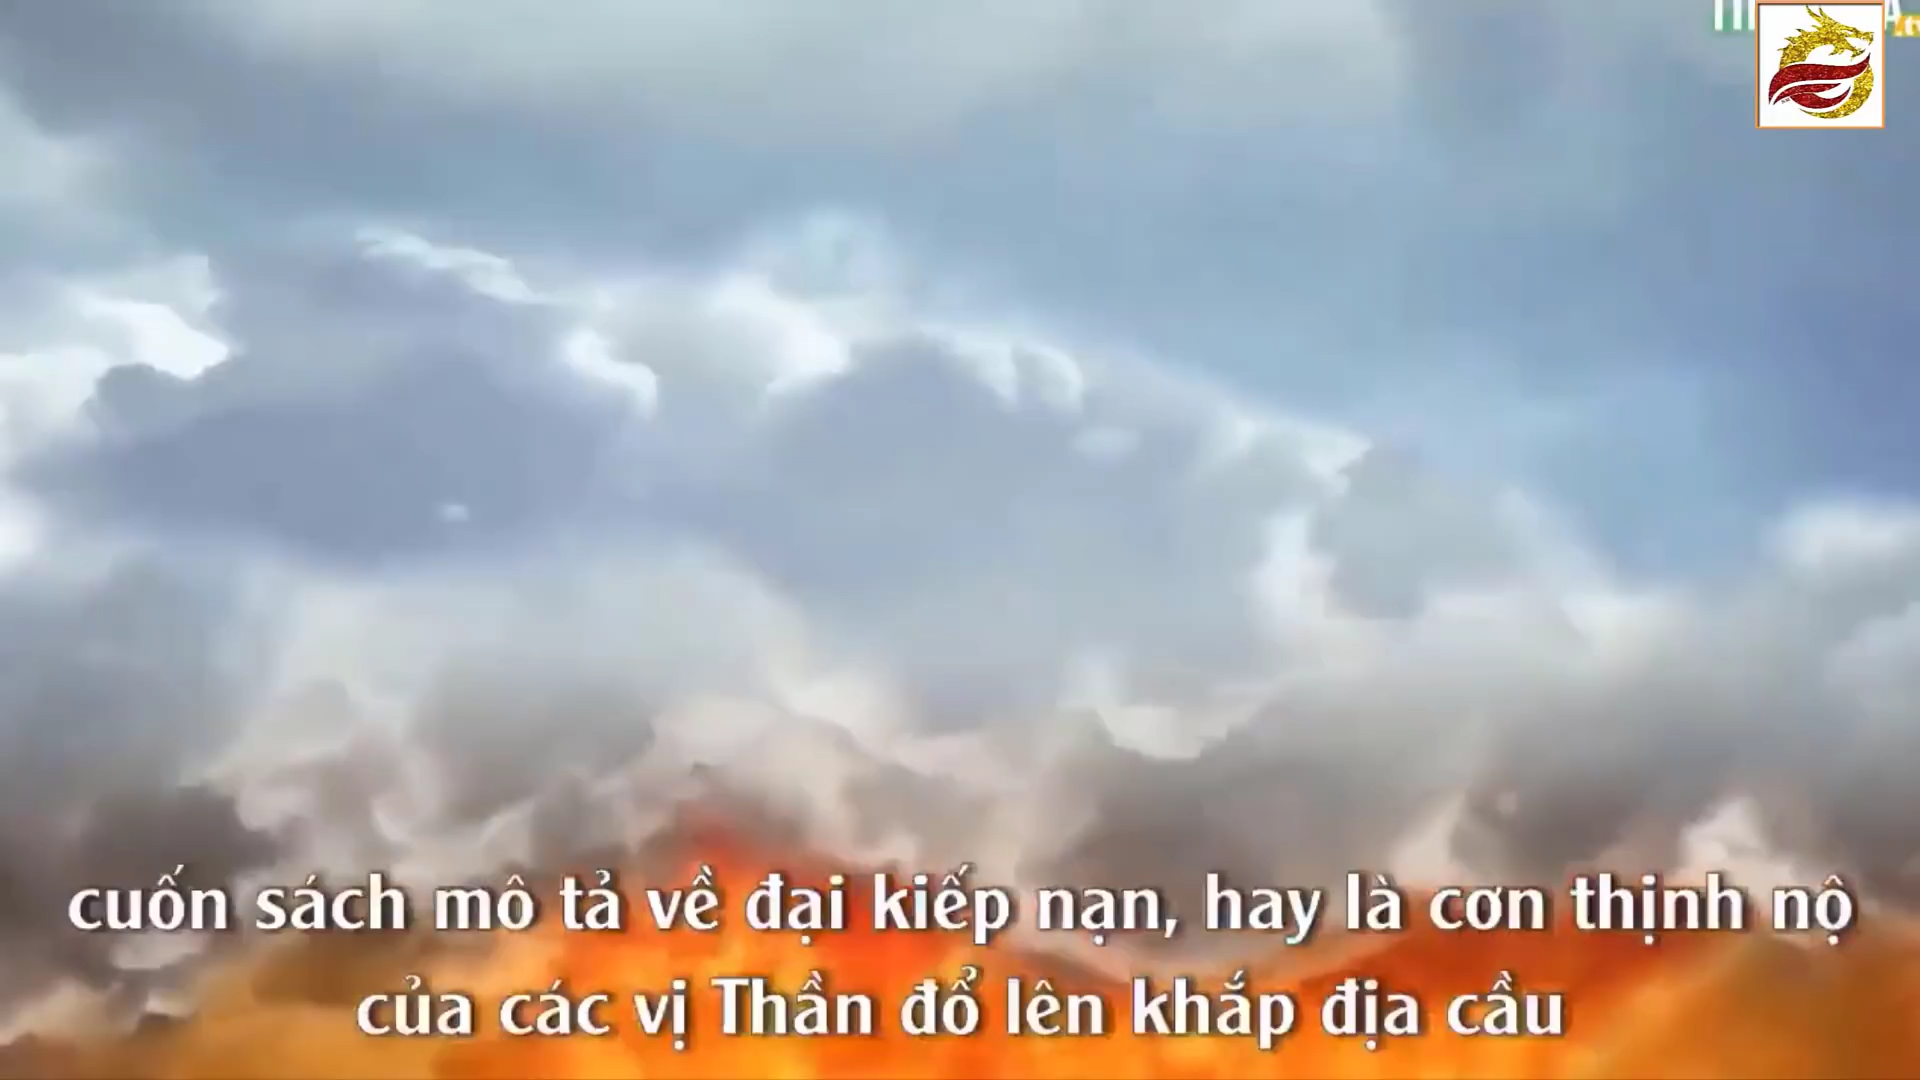 cuốn sách mô tả về đại kiếp nạn, hay là cơn thịnh nộ
của các vị Thần đổ lên khắp địa cầu